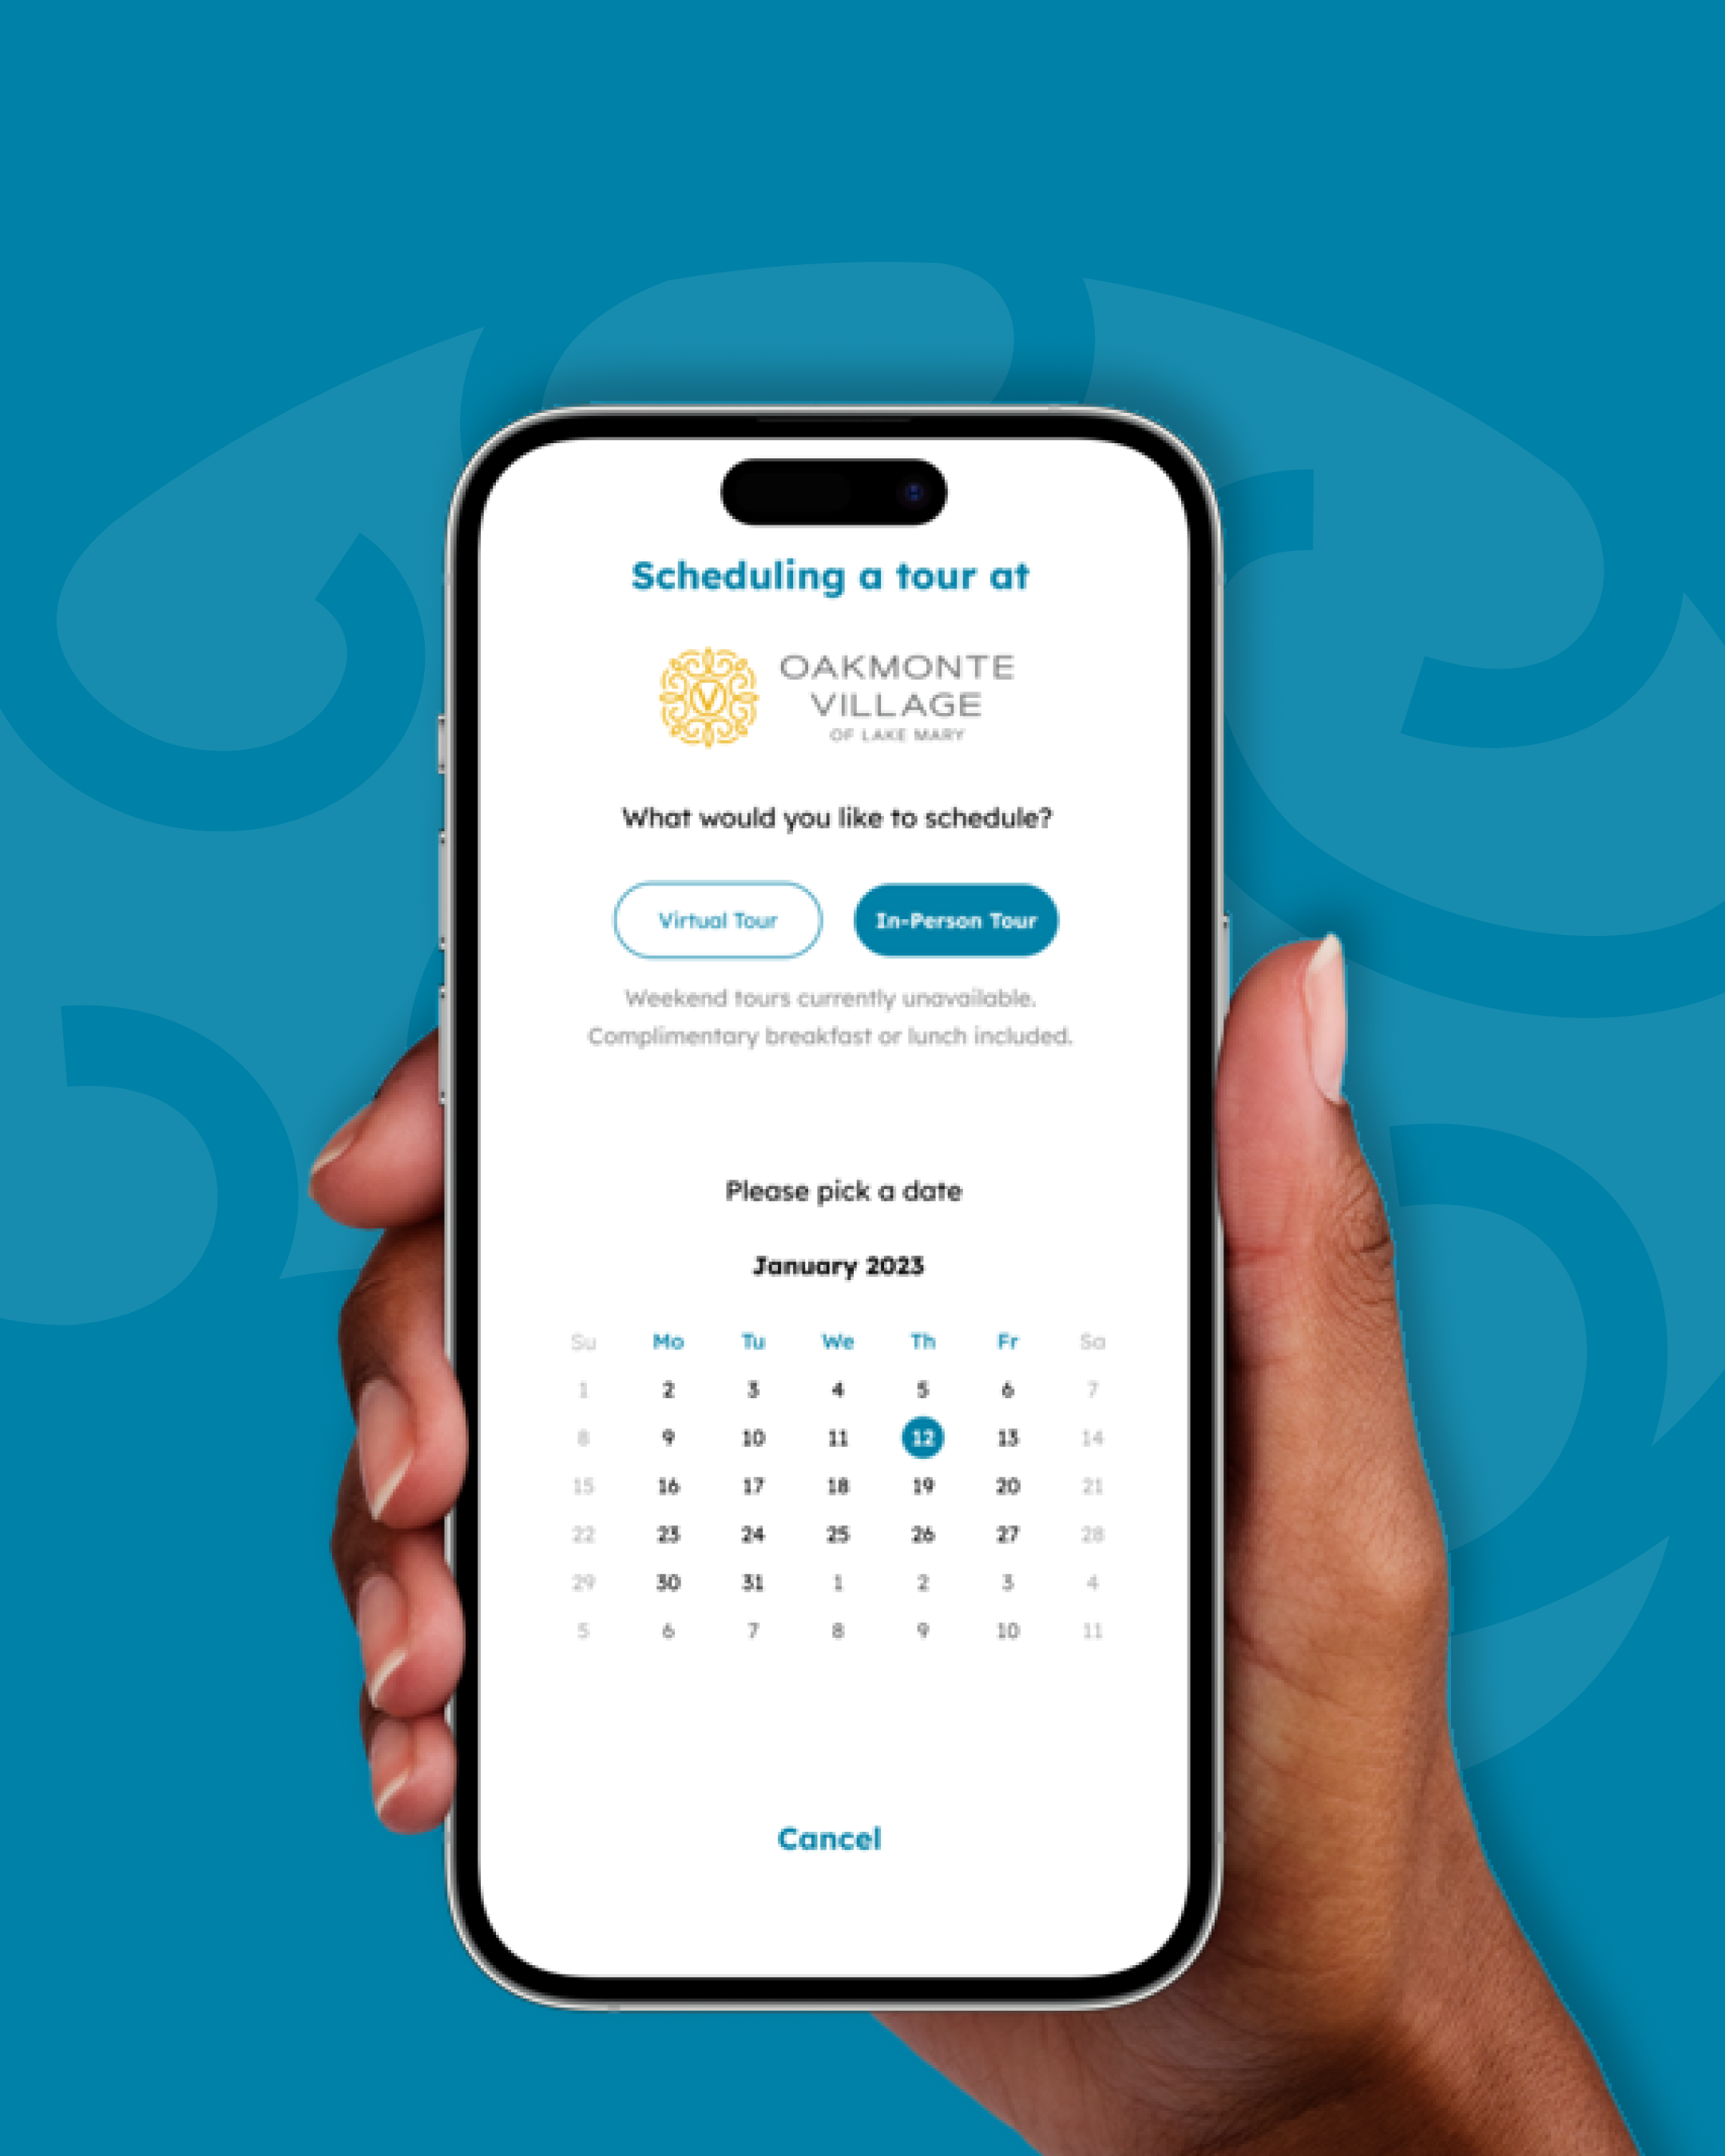 Scheduling a tour at
OAKMONTE
VILLAGE
OF LAKE MARY
What would you like to schedule?
Virtual Tour In-Person Tour
Weekend tours currently unavailable.
Complimentary breakfast or lunch included.
Please pick a date
January 2023
Su Mo Tu We Th Fr Sa
1 2 3 4 5 6 7
8 9 10 11 12 13 14
15 16 17 18 19 20 21
22 23 24 25 26 27 28
29 30 31 1 2 3 4
5 6 7 8 9 10 11
Cancel